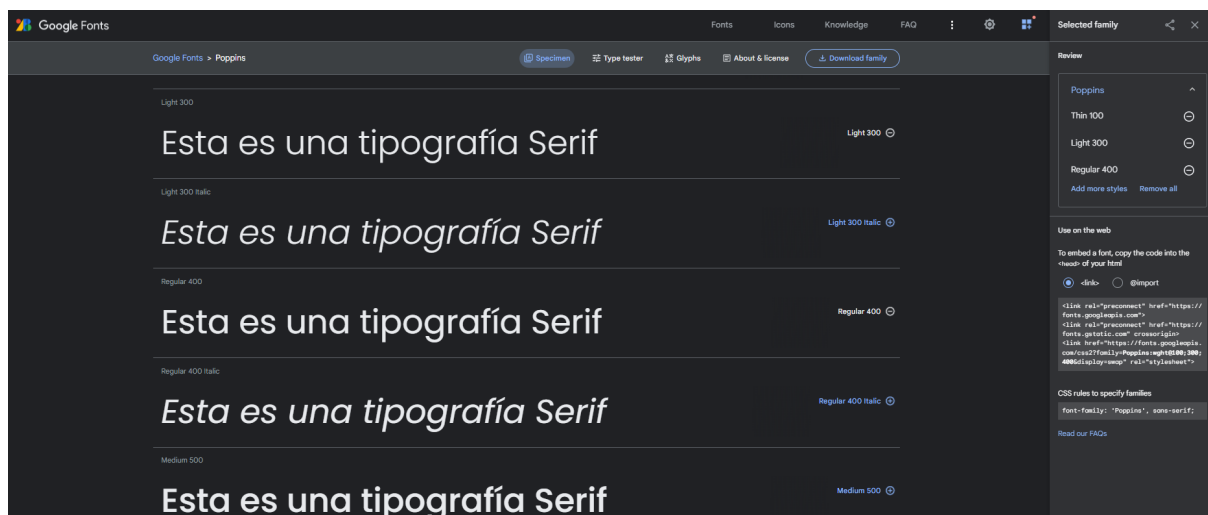 Google Fonts
Fonts Icons Knowledge FAQ
Google Fonts > Poppins
Specimen Type tester Glyphs About & license Download family
Light 300
Esta es una tipografía Serif
Light 300
Light 300 Italic
Esta es una tipografía Serif
Light 300 Italic
Regular 400
Esta es una tipografía Serif
Regular 400
Regular 400 Italic
Esta es una tipografía Serif
Regular 400 Italic
Medium 500
Esta es una tipografía Serif
Medium 500
Selected family
Review
Poppins
Thin 100
Light 300
Regular 400
Add more styles Remove all
Use on the web
To embed a font, copy the code into the
<head> of your html
<link> @import
<link rel="preconnect" href="https://
fonts.googleapis.com">
<link rel="preconnect" href="https://
fonts.gstatic.com" crossorigin>
<link href="https://fonts.googleapis.
com/css2?family=Poppins:wght@100;300;
400&display=swap" rel="stylesheet">
CSS rules to specify families
font-family: 'Poppins', sans-serif;
Read our FAQs